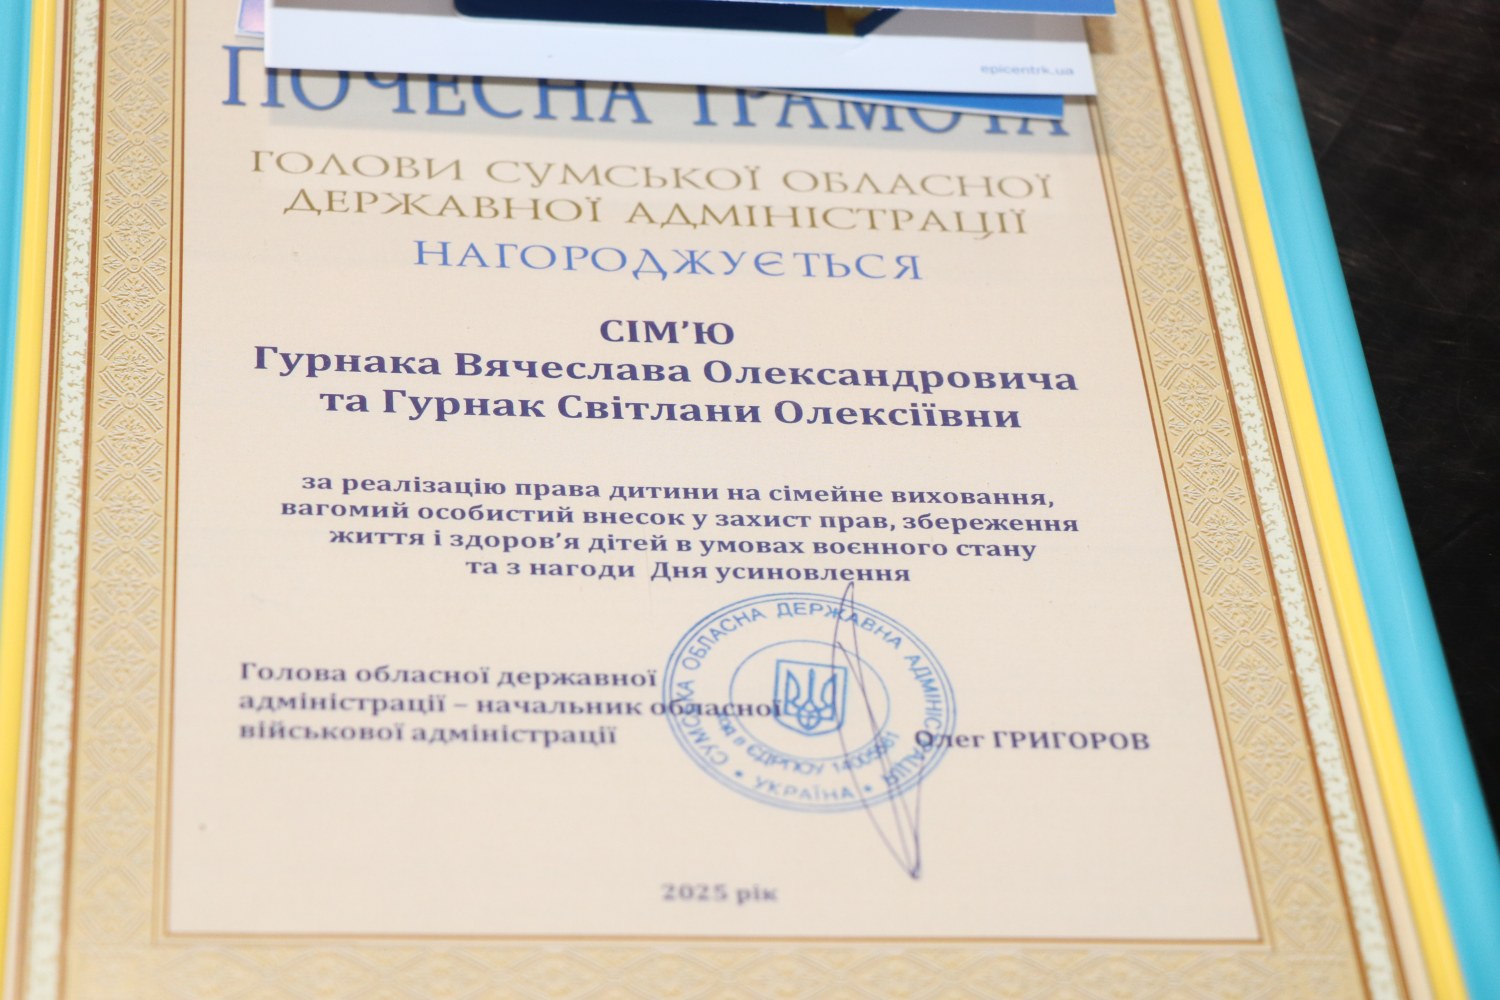 epicentrk.ua
ПОЧЕСНА ГРАМОТА
ГОЛОВИ СУМСЬКОЇ ОБЛАСНОЇ
ДЕРЖАВНОЇ АДМІНІСТРАЦІЇ
НАГОРОДЖУЄТЬСЯ
СІМ’Ю
Гурнака Вячеслава Олександровича
та Гурнак Світлани Олексіївни
за реалізацію права дитини на сімейне виховання,
вагомий особистий внесок у захист прав, збереження
життя і здоров’я дітей в умовах воєнного стану
та з нагоди Дня усиновлення
Голова обласної державної
адміністрації – начальник обласної
військової адміністрації
Олег ГРИГОРОВ
СУМСЬКА ОБЛАСНА ДЕРЖАВНА АДМІНІСТРАЦІЯ
Код в ЄДРПОУ 14005581
• УКРАЇНА •
2025 рік